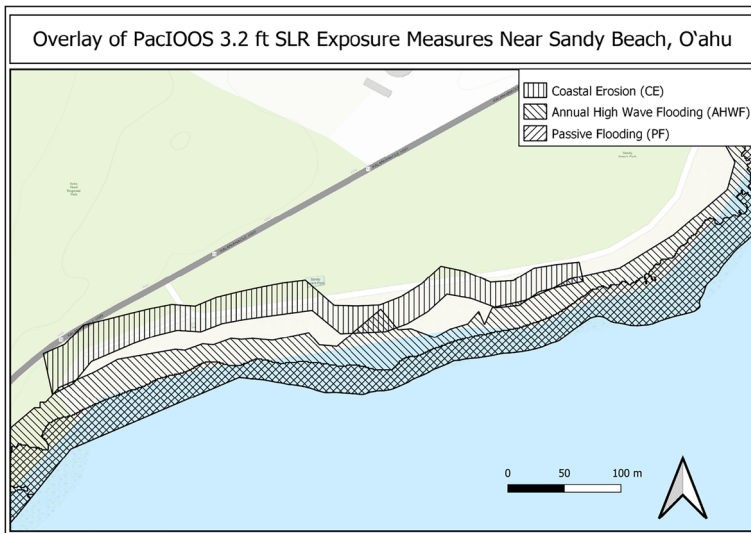 Overlay of PacIOOS 3.2 ft SLR Exposure Measures Near Sandy Beach, Oʻahu
Coastal Erosion (CE)
Annual High Wave Flooding (AHWF)
Passive Flooding (PF)
0 50 100 m